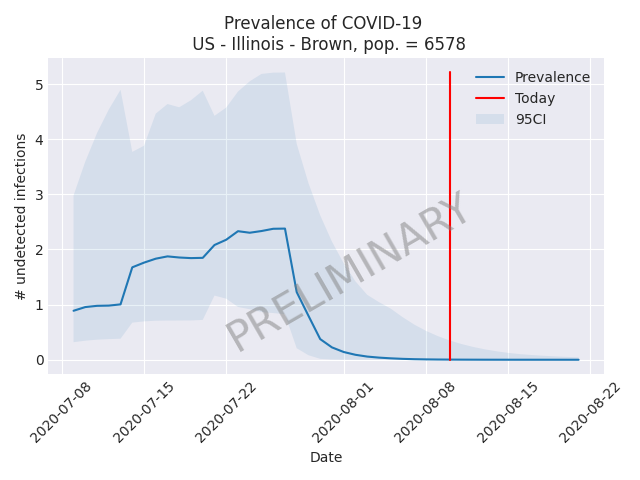 Prevalence of COVID-19
US - Illinois - Brown, pop. = 6578
Prevalence
Today
95CI
# undetected infections
5
4
3
2
1
0
PRELIMINARY
2020-07-08
2020-07-15
2020-07-22
2020-08-01
2020-08-08
2020-08-15
2020-08-22
Date